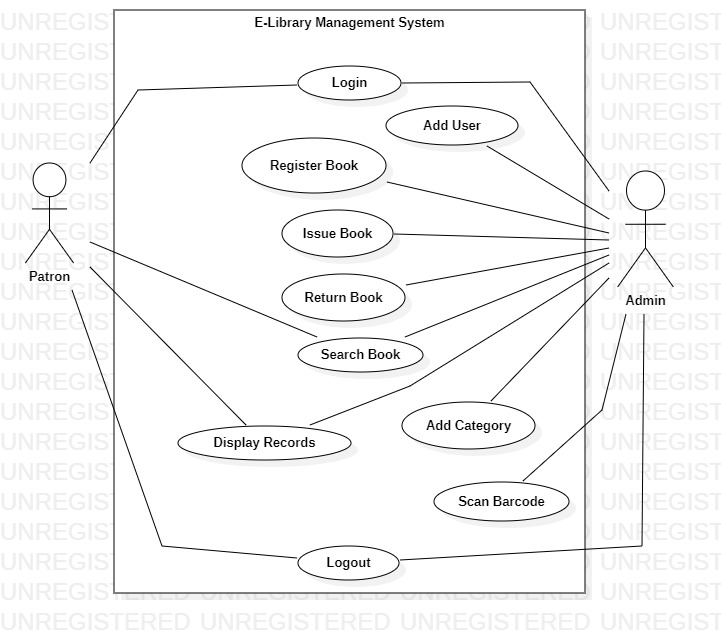 E-Library Management System
Login
Add User
Register Book
Issue Book
Patron
Return Book
Admin
Search Book
Add Category
Display Records
Scan Barcode
Logout
UNREGISTERED UNREGISTERED UNREGISTERED UNREGIST